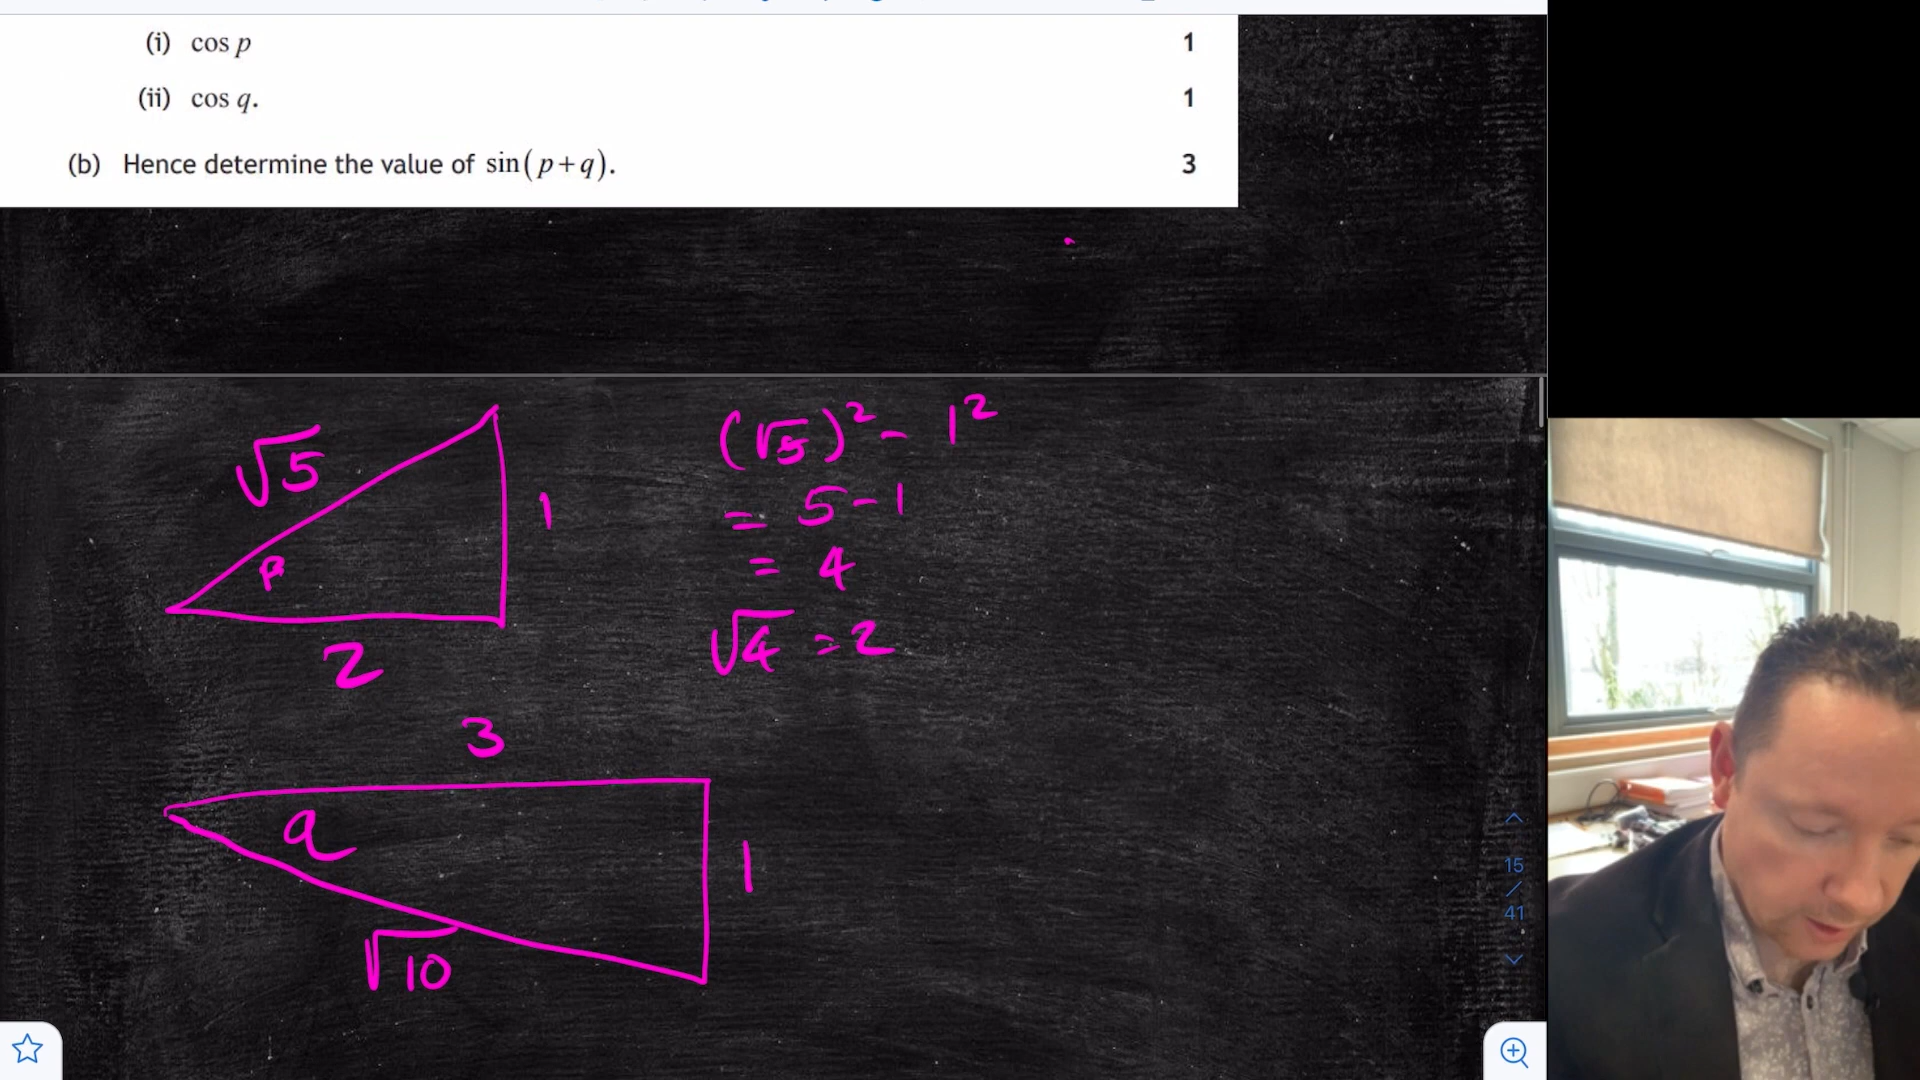 (i) cos p 1
(ii) cos q. 1
(b) Hence determine the value of sin(p+q). 3
√5
1
p
2
(√5)² - 1²
= 5 - 1
= 4
√4 = 2
3
q
1
√10
15
/
41